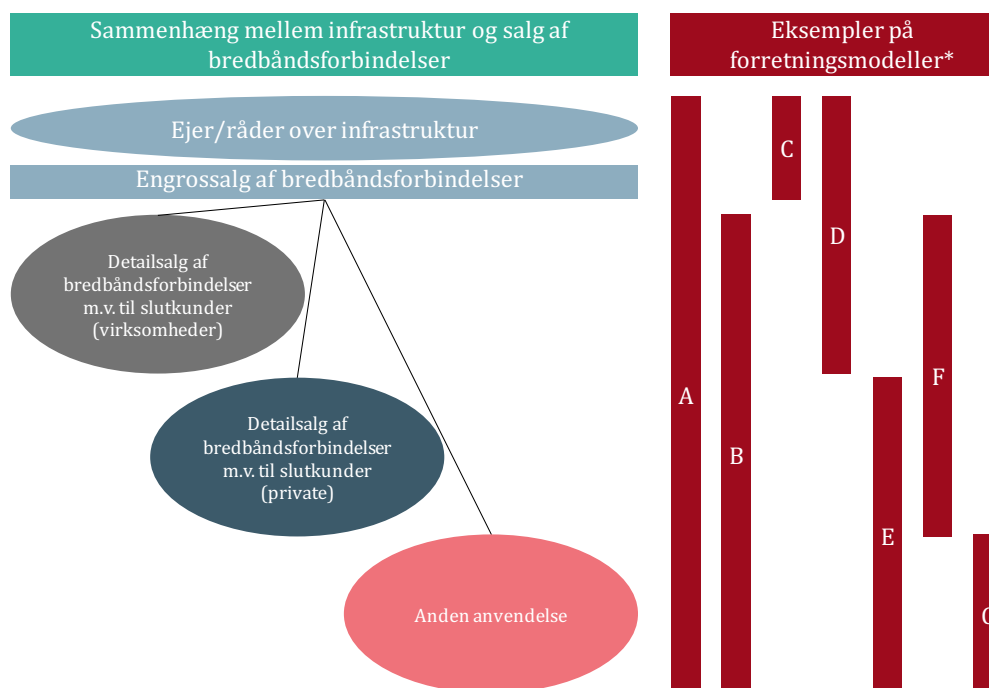 Sammenhæng mellem infrastruktur og salg af
bredbåndsforbindelser
Eksempler på
forretningsmodeller*
Ejer/råder over infrastruktur
Engrossalg af bredbåndsforbindelser
Detailsalg af
bredbåndsforbindelser
m.v. til slutkunder
(virksomheder)
Detailsalg af
bredbåndsforbindelser
m.v. til slutkunder
(private)
Anden anvendelse
A
B
C
D
E
F